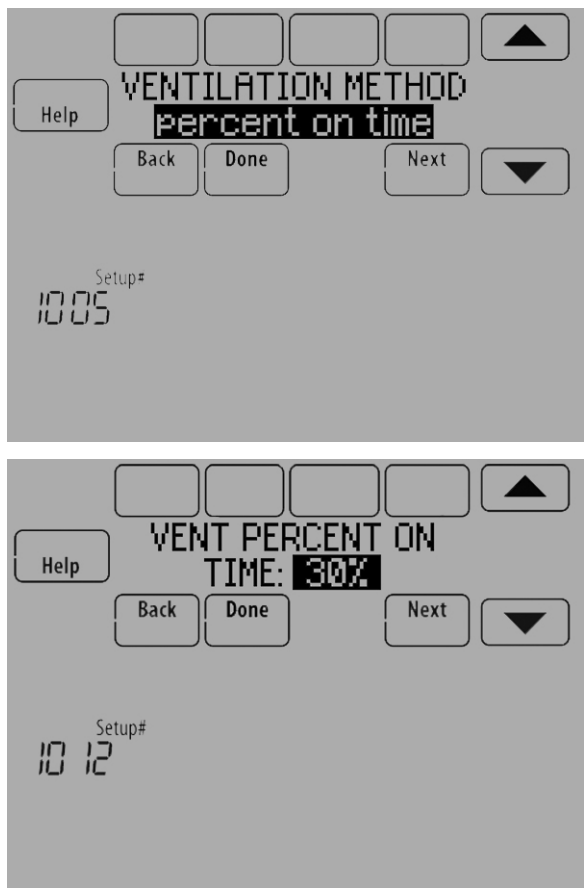 VENTILATION METHOD
Help
percent on time
Back Done Next
Setup#
1005
VENT PERCENT ON
Help
TIME: 30%
Back Done Next
Setup#
1012